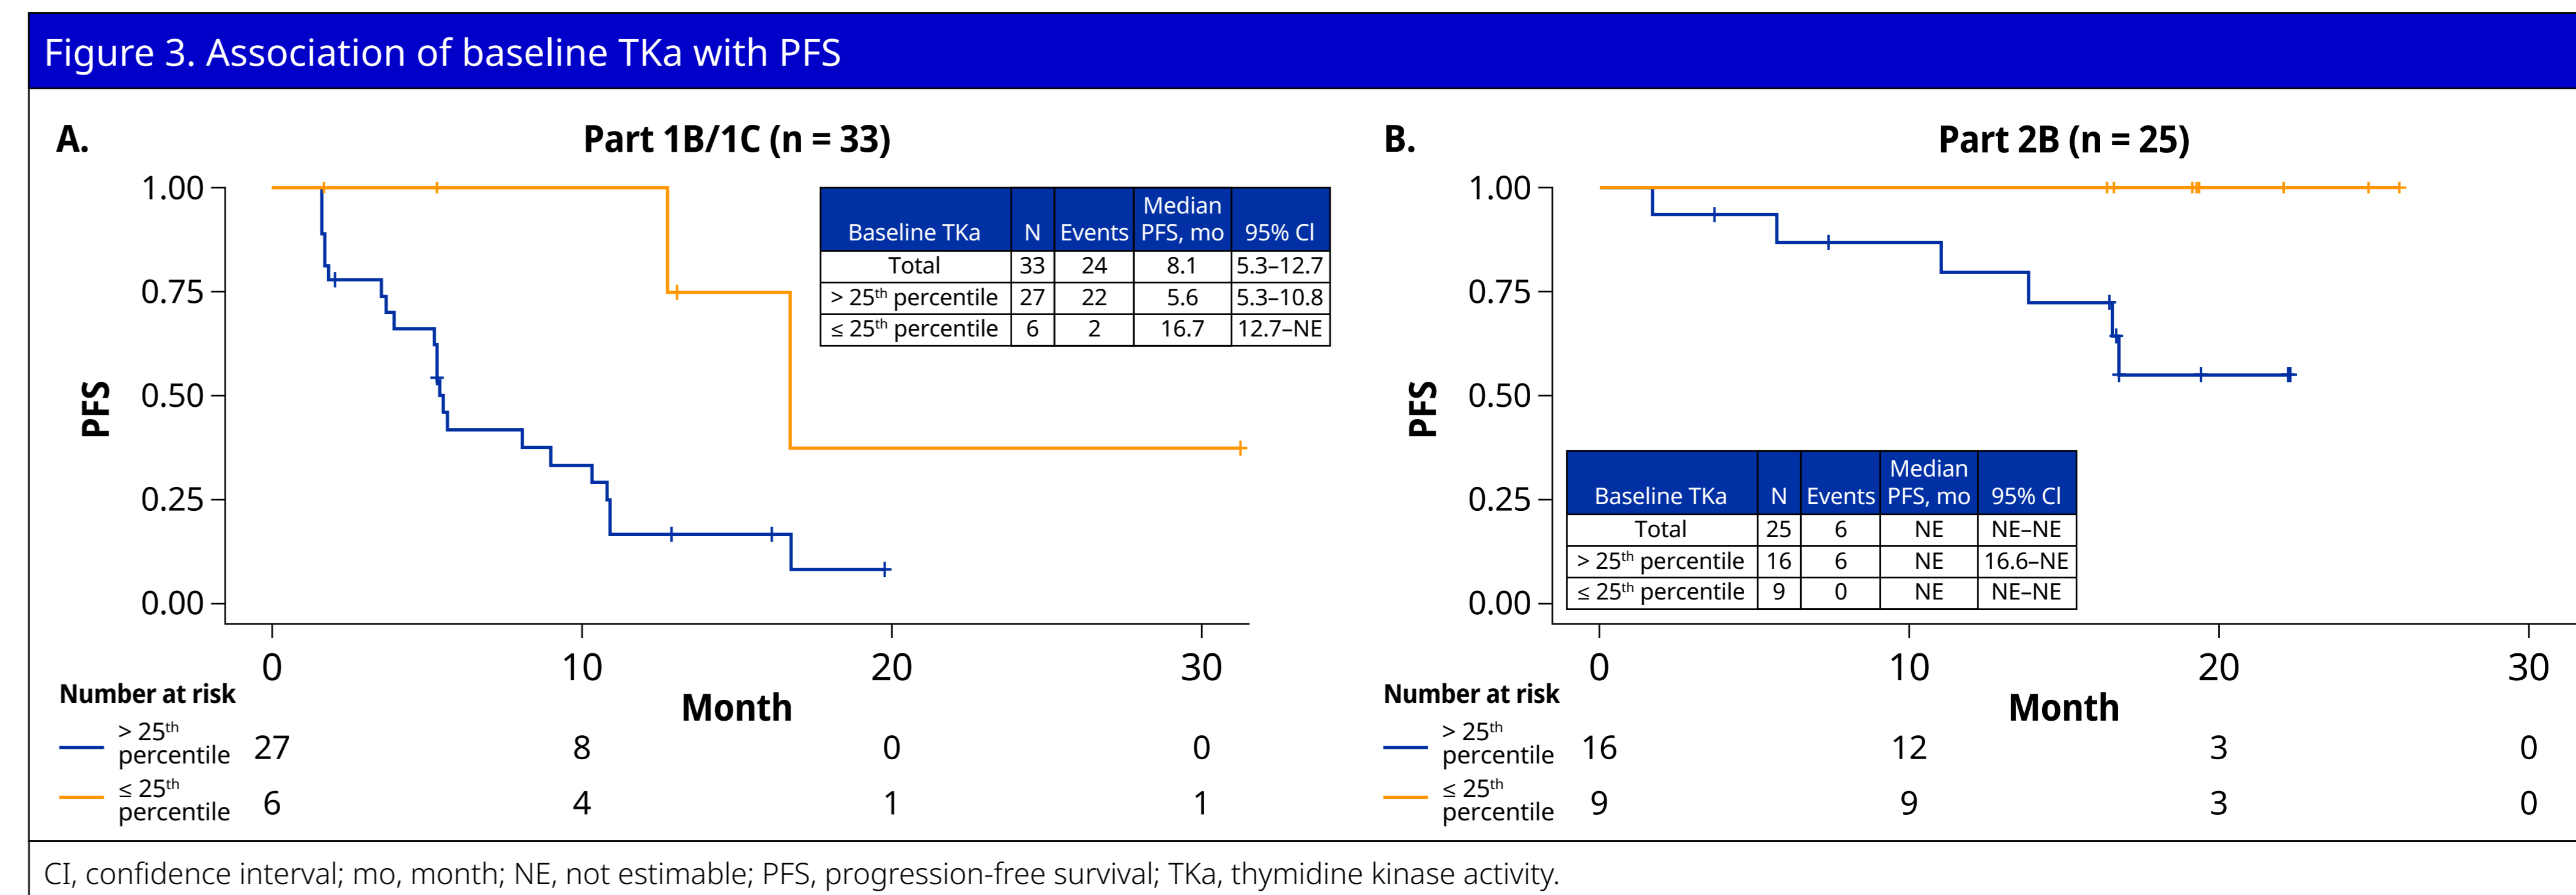 Figure 3. Association of baseline TKa with PFS
A.
Part 1B/1C (n = 33)
PFS
1.00
0.75
0.50
0.25
0.00
Baseline TKa N Events Median PFS, mo 95% CI
Total 33 24 8.1 5.3–12.7
> 25th percentile 27 22 5.6 5.3–10.8
≤ 25th percentile 6 2 16.7 12.7–NE
0 10 20 30
Month
Number at risk
> 25th percentile 27 8 0 0
≤ 25th percentile 6 4 1 1
B.
Part 2B (n = 25)
PFS
1.00
0.75
0.50
0.25
0.00
Baseline TKa N Events Median PFS, mo 95% CI
Total 25 6 NE NE–NE
> 25th percentile 16 6 NE 16.6–NE
≤ 25th percentile 9 0 NE NE–NE
0 10 20 30
Month
Number at risk
> 25th percentile 16 12 3 0
≤ 25th percentile 9 9 3 0
CI, confidence interval; mo, month; NE, not estimable; PFS, progression-free survival; TKa, thymidine kinase activity.